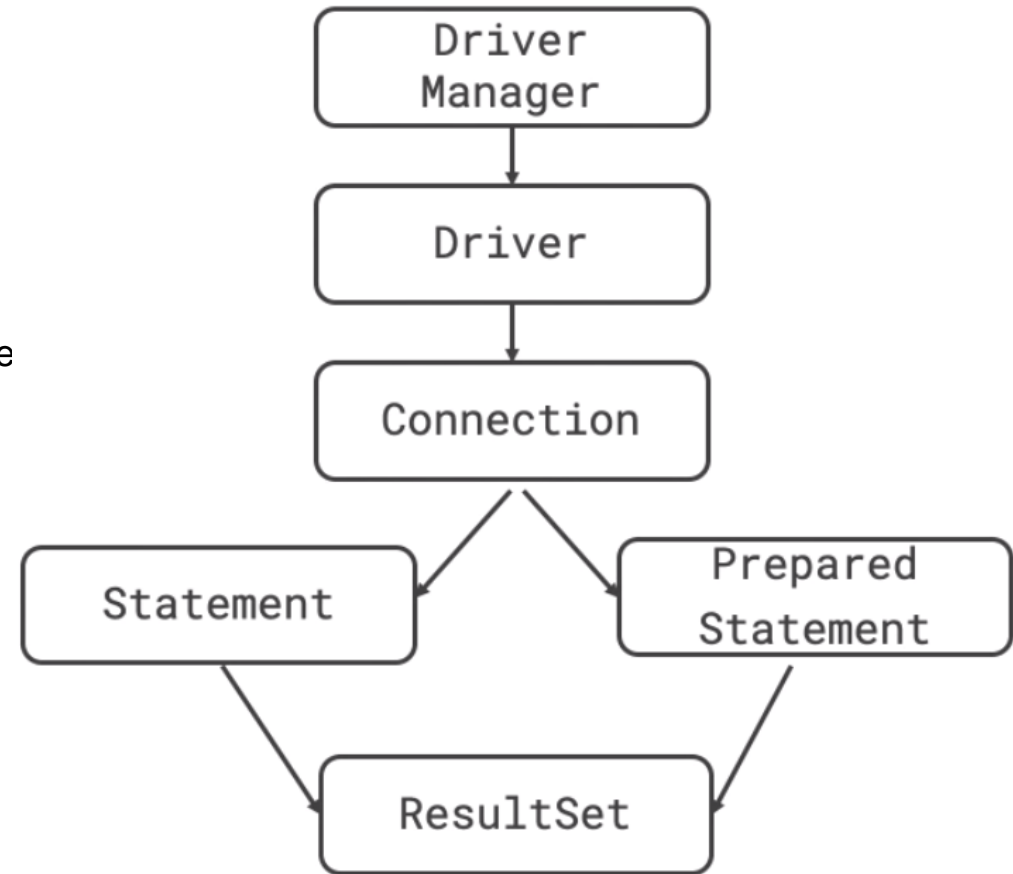 Driver
Manager
Driver
e
Connection
Statement
Prepared
Statement
ResultSet